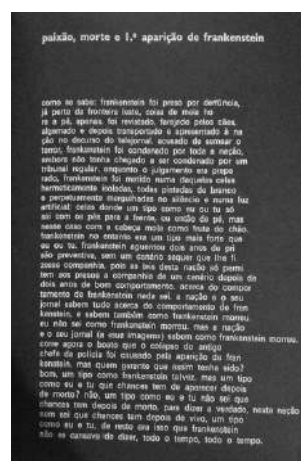 paixão, morte e 1.ª aparição de frankenstein
como se sabe: frankenstein foi preso por denúncia,
já perto da fronteira leste, coisa de meia ho
ra a pé, apenas. foi revistado, farejado pelos cães,
algemado e depois transportado e apresentado à na
ção no decurso do telejornal. acusado de semear o
terror, frankenstein foi condenado por toda a nação,
embora não tenha chegado a ser condenado por um
tribunal regular. enquanto o julgamento era prepa
rado, frankenstein foi metido numa daquelas celas
hermeticamente isoladas, todas pintadas de branco
e perpetuamente mergulhadas no silêncio e numa luz
artificial: celas donde um tipo como eu ou tu só
sai com os pés para a frente, ou então de pé, mas
nesse caso com a cabeça mole como fruta do chão.
frankenstein no entanto era um tipo mais forte que
eu ou tu. frankenstein aguentou dois anos de pri
são preventiva, sem um canário sequer que lhe fi
zesse companhia, pois as leis desta nação só permi
tem aos presos a companhia de um canário depois de
dois anos de bom comportamento. acerca do compor
tamento de frankenstein nada sei. a nação e o seu
jornal sabem tudo acerca do comportamento de fran
kenstein, e sabem também como frankenstein morreu.
eu não sei como frankenstein morreu. mas a nação
e o seu jornal (e suas imagens) sabem como frankenstein morreu.
corre agora o boato que o colapso do antigo
chefe da polícia foi causado pela aparição de fran
kenstein. mas quem garante que assim tenha sido?
bom, um tipo como frankenstein talvez. mas um tipo
como eu e tu que chances tem de aparecer depois
de morto? não, um tipo como eu e tu não sei que
chances tem depois de morto. para dizer a verdade, nesta nação
nem sei que chances tem depois de vivo, um tipo
como eu e tu. de resto era isso que frankenstein
não se cansava de dizer, todo o tempo, todo o tempo.